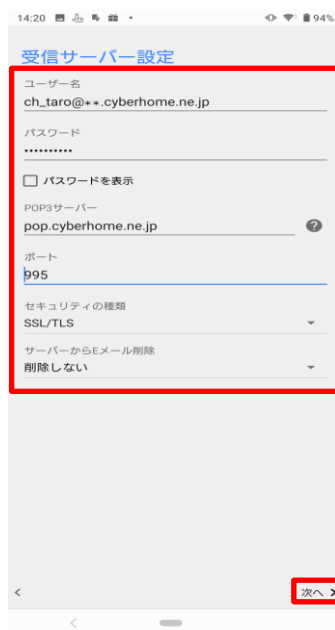 14:20
94%
受信サーバー設定
ユーザー名
ch_taro@**.cyberhome.ne.jp
パスワード
••••••••••
パスワードを表示
POP3サーバー
pop.cyberhome.ne.jp
ポート
995
セキュリティの種類
SSL/TLS
サーバーからEメール削除
削除しない
次へ